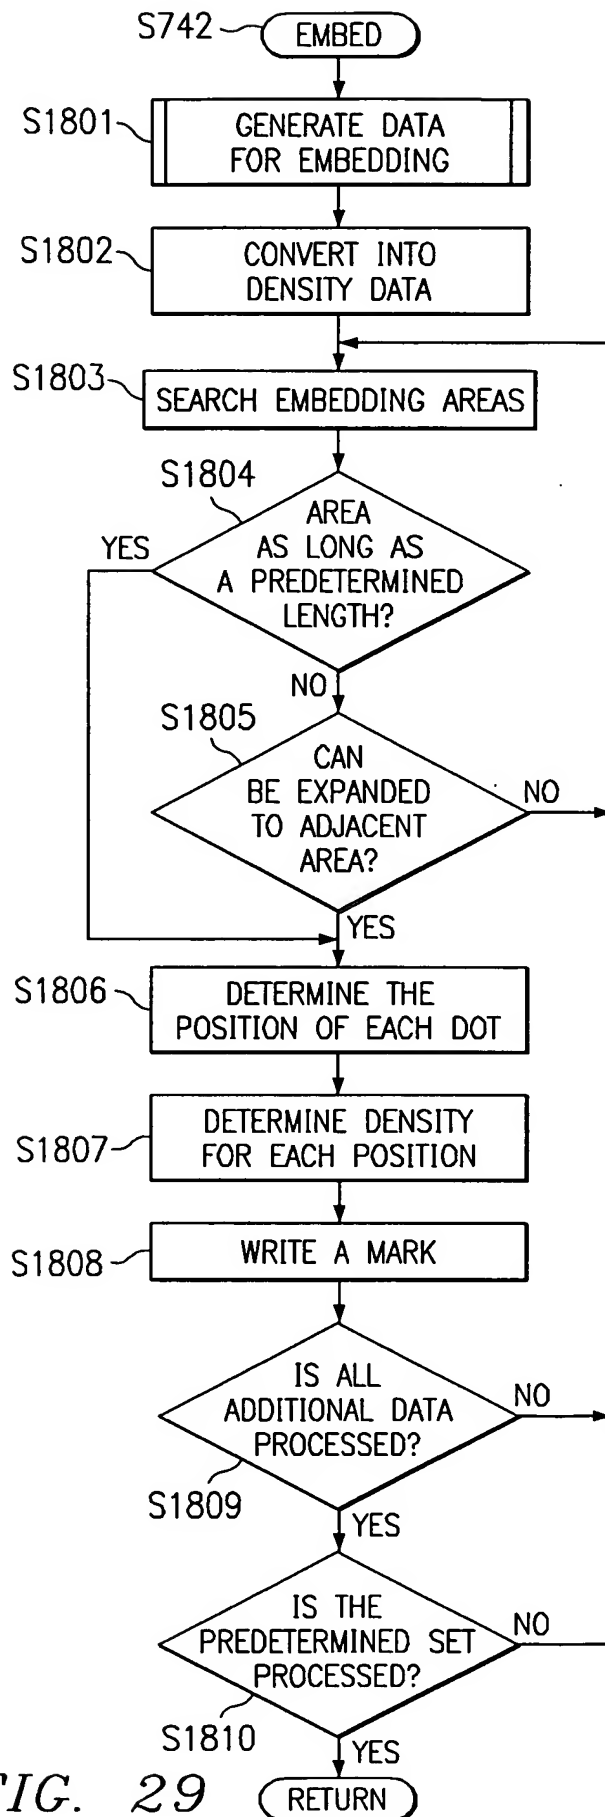 S742
EMBED
S1801
GENERATE DATA
FOR EMBEDDING
S1802
CONVERT INTO
DENSITY DATA
S1803
SEARCH EMBEDDING AREAS
S1804
AREA
AS LONG AS
A PREDETERMINED
LENGTH?
YES
NO
S1805
CAN
BE EXPANDED
TO ADJACENT
AREA?
NO
YES
S1806
DETERMINE THE
POSITION OF EACH DOT
S1807
DETERMINE DENSITY
FOR EACH POSITION
S1808
WRITE A MARK
IS ALL
ADDITIONAL DATA
PROCESSED?
NO
S1809
YES
IS THE
PREDETERMINED SET
PROCESSED?
NO
S1810
YES
RETURN
IG. 29